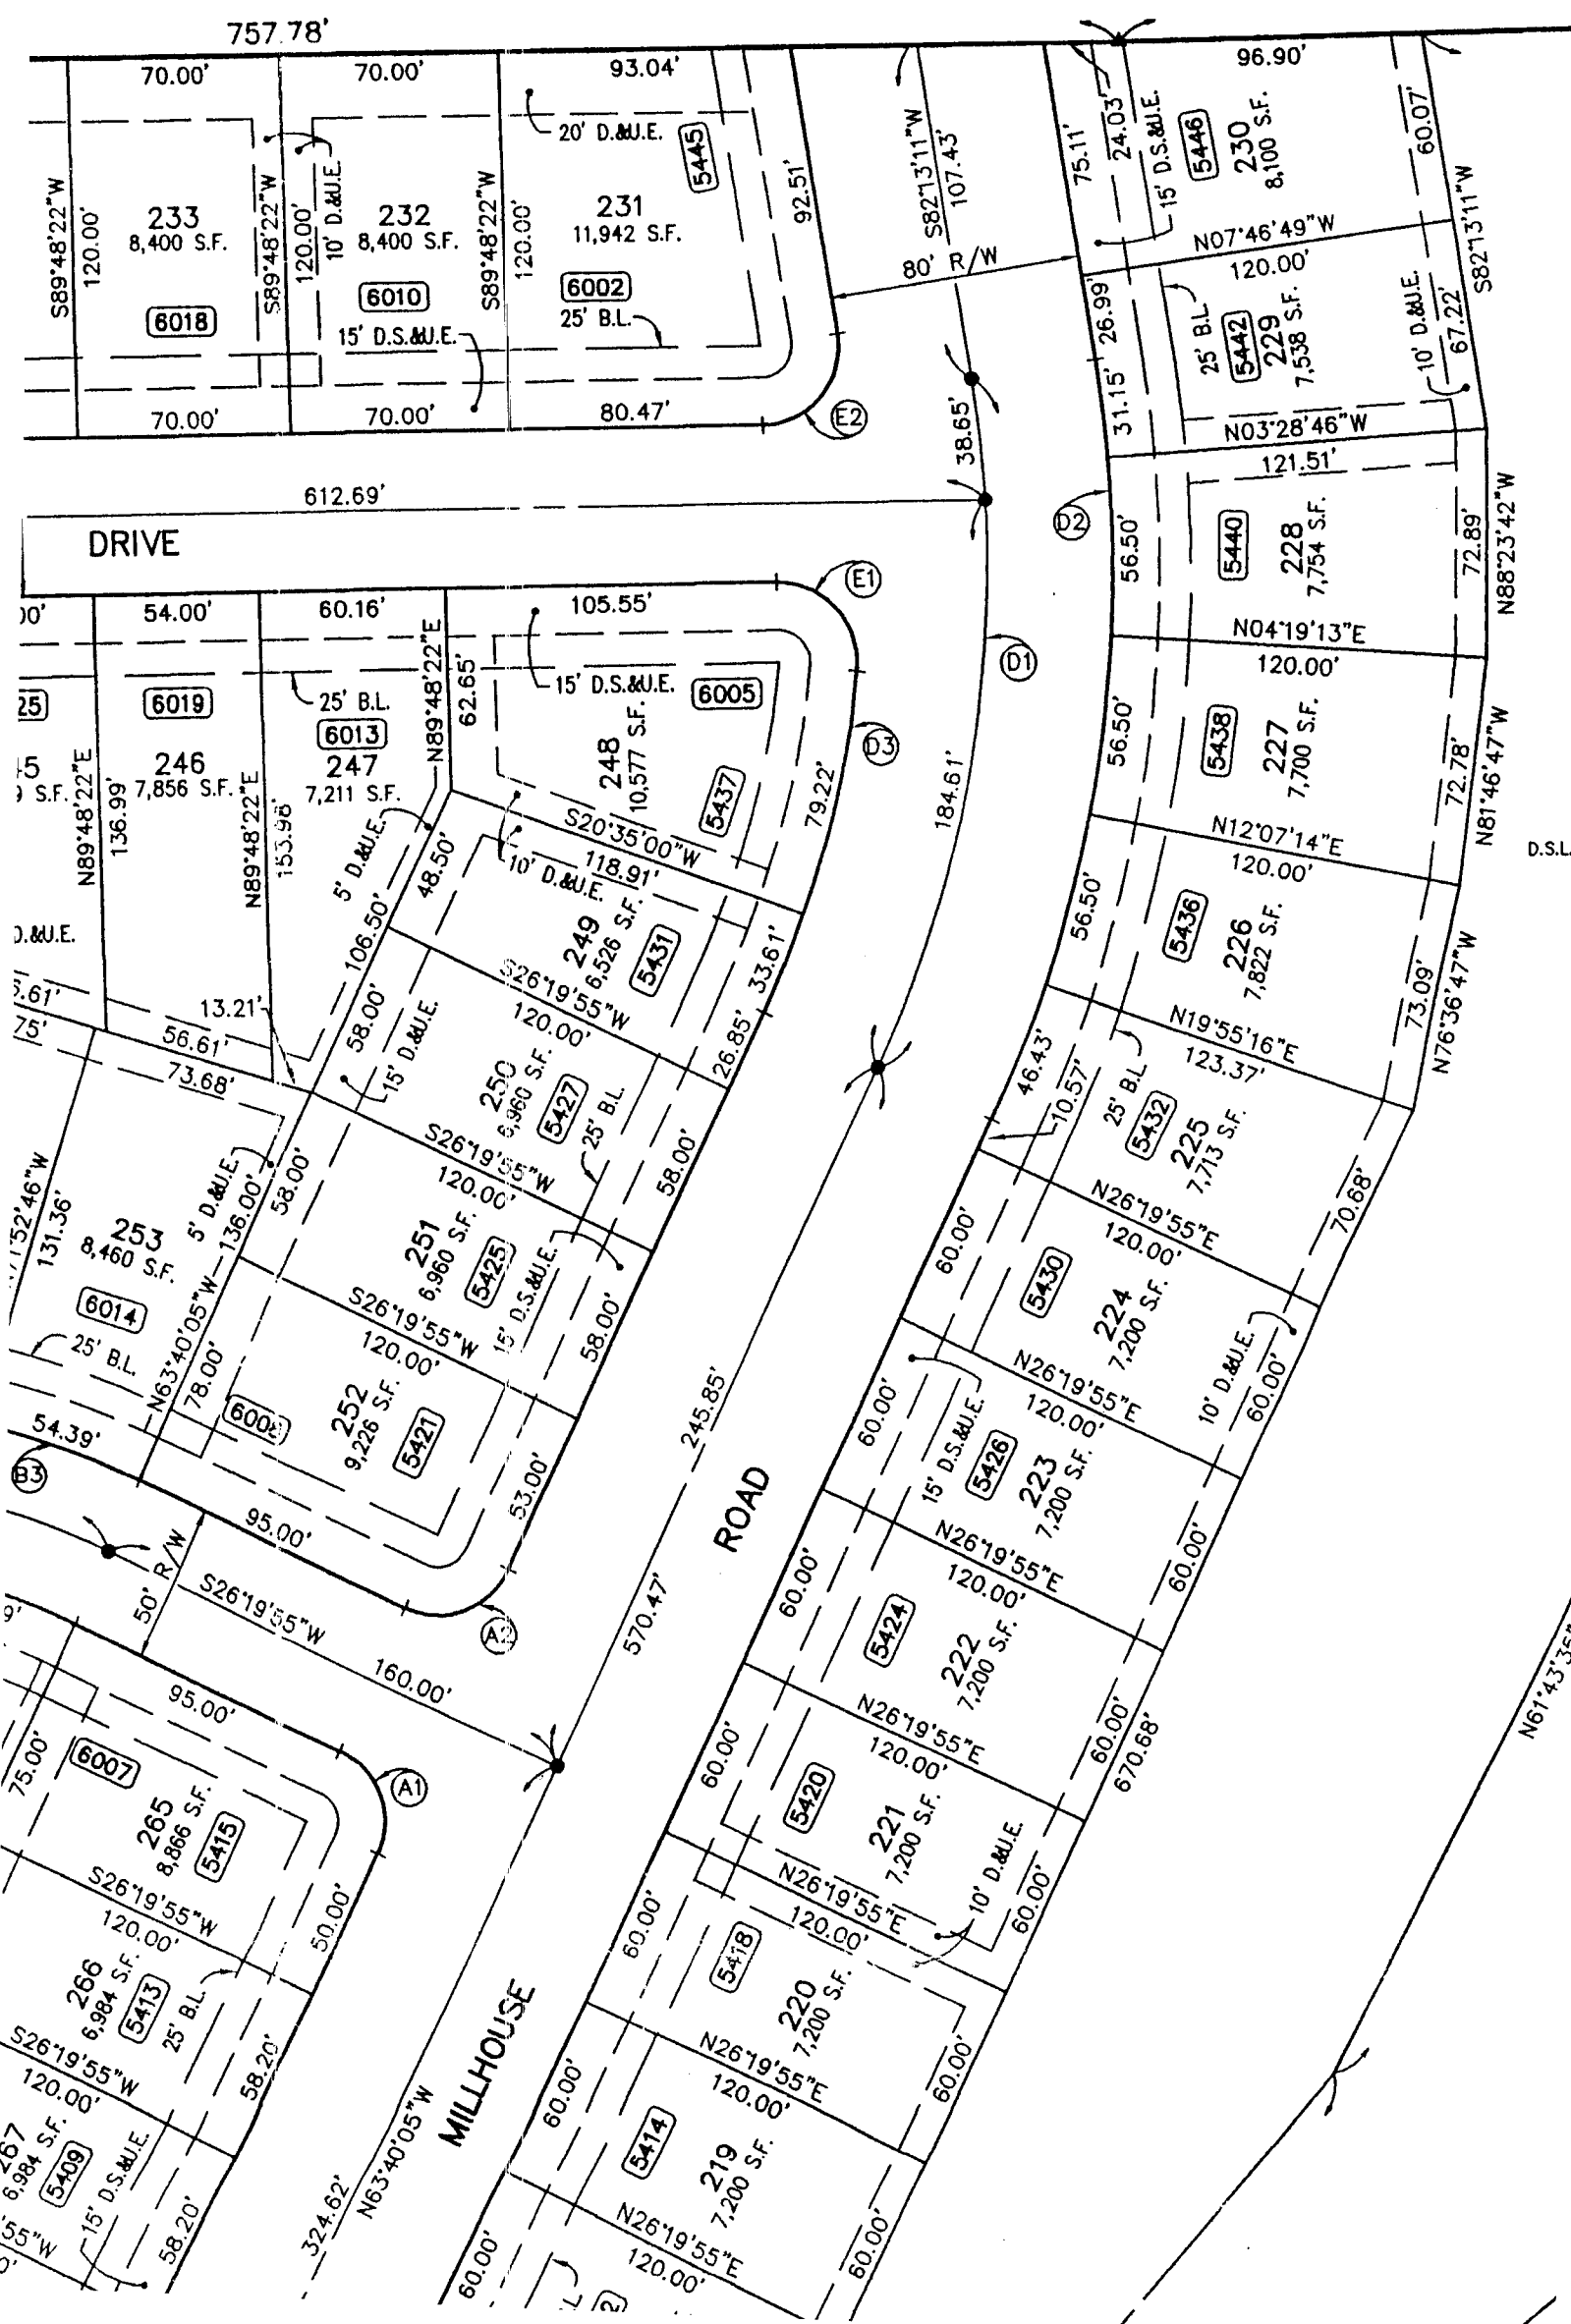 757.78'
70.00'
70.00'
93.04'
96.90'
20' D.&U.E.
5445
S82°13'11"W
107.43'
75.11'
24.03'
15' D.S.&U.E.
5446
230
8,100 S.F.
60.07'
S82°13'11"W
S89°48'22"W
120.00'
233
8,400 S.F.
6018
S89°48'22"W
120.00'
10' D.&U.E.
232
8,400 S.F.
6010
15' D.S.&U.E.
S89°48'22"W
120.00'
231
11,942 S.F.
6002
25' B.L.
92.51'
80' R/W
N07°46'49"W
120.00'
26.99'
31.15'
25' B.L
5442
229
7,538 S.F.
10' D.&U.E.
67.22'
70.00'
70.00'
80.47'
E2
38.65'
N03°28'46"W
121.51'
612.69'
DRIVE
D2
56.50'
5440
228
7,754 S.F.
72.89'
N88°23'42"W
E1
54.00'
60.16'
105.55'
N89°48'22"E
62.65'
15' D.S.&U.E.
6005
D1
N04°19'13"E
120.00'
25
6019
25' B.L.
6013
246
7,856 S.F.
247
7,211 S.F.
248
10,577 S.F.
5437
79.22'
D3
184.61'
56.50'
5438
227
7,700 S.F.
72.78'
N81°46'47"W
D.S.L.
N89°48'22"E
136.99'
N89°48'22"E
153.98'
5' D.&U.E.
48.50'
S20°35'00"W
118.91'
10' D.&U.E.
N12°07'14"E
120.00'
56.50'
5436
226
7,822 S.F.
73.09'
N76°36'47"W
D.&U.E.
106.50'
249
6,526 S.F.
5431
33.61'
S26°19'55"W
120.00'
13.21'
56.61'
73.68'
58.00'
15' D.&U.E.
26.85'
250
6,960 S.F.
5427
25' B.L.
N19°55'16"E
123.37'
46.43'
10.57'
25' B.L
5432
225
7,713 S.F.
70.68'
S26°19'55"W
120.00'
58.00'
131.36'
253
8,460 S.F.
6014
25' B.L.
5' D.&U.E.
136.00'
58.00'
251
6,960 S.F.
5425
15' D.S.&U.E.
58.00'
N26°19'55"E
120.00'
60.00'
5430
224
7,200 S.F.
10' D.&U.E.
60.00'
S26°19'55"W
120.00'
N63°40'05"W
78.00'
6008
252
9,226 S.F.
5421
53.00'
245.85'
N26°19'55"E
120.00'
60.00'
15' D.S.&U.E.
5426
223
7,200 S.F.
60.00'
54.39'
B3
95.00'
50' R/W
S26°19'55"W
160.00'
A2
ROAD
570.47'
N26°19'55"E
120.00'
60.00'
5424
222
7,200 S.F.
60.00'
670.68'
N61°43'35"
95.00'
A1
75.00'
6007
265
8,866 S.F.
5415
50.00'
N26°19'55"E
120.00'
60.00'
5420
221
7,200 S.F.
10' D.&U.E.
60.00'
S26°19'55"W
120.00'
266
6,984 S.F.
5413
25' B.L.
58.20'
N26°19'55"E
120.00'
60.00'
5418
220
7,200 S.F.
60.00'
S26°19'55"W
120.00'
267
6,984 S.F.
5409
15' D.S.&U.E.
58.20'
MILLHOUSE
324.62'
N63°40'05"W
N26°19'55"E
120.00'
60.00'
5414
219
7,200 S.F.
60.00'
N26°19'55"E
120.00'
60.00'